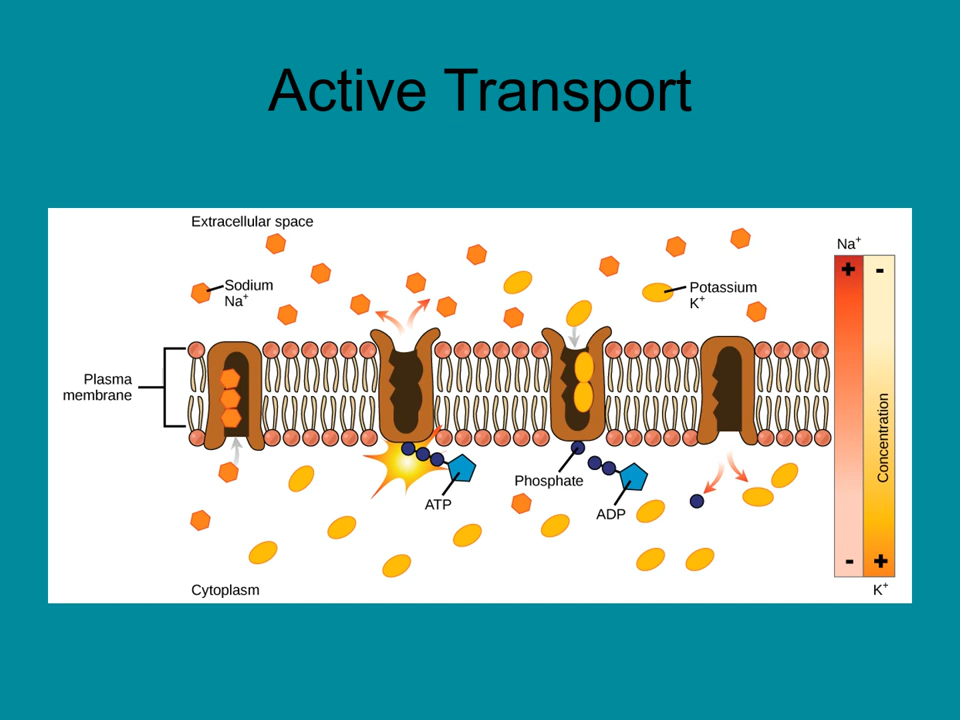 Active Transport
Extracellular space
Sodium
Na⁺
Potassium
K⁺
Na⁺
+ -
Plasma
membrane
Concentration
Phosphate
ATP
ADP
- +
Cytoplasm
K⁺